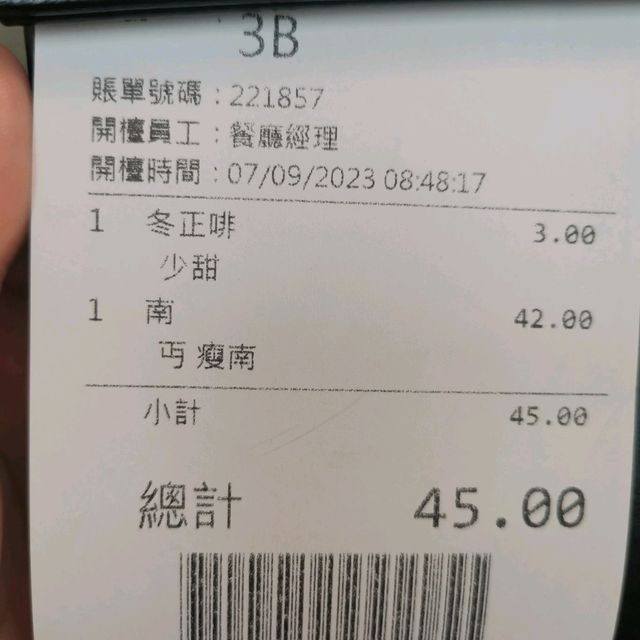 3B
賬單號碼：221857
開檯員工：餐廳經理
開檯時間：07/09/2023 08:48:17
1 冬正啡 3.00
少甜
1 南 42.00
丐 瘦南
小計 45.00
總計 45.00